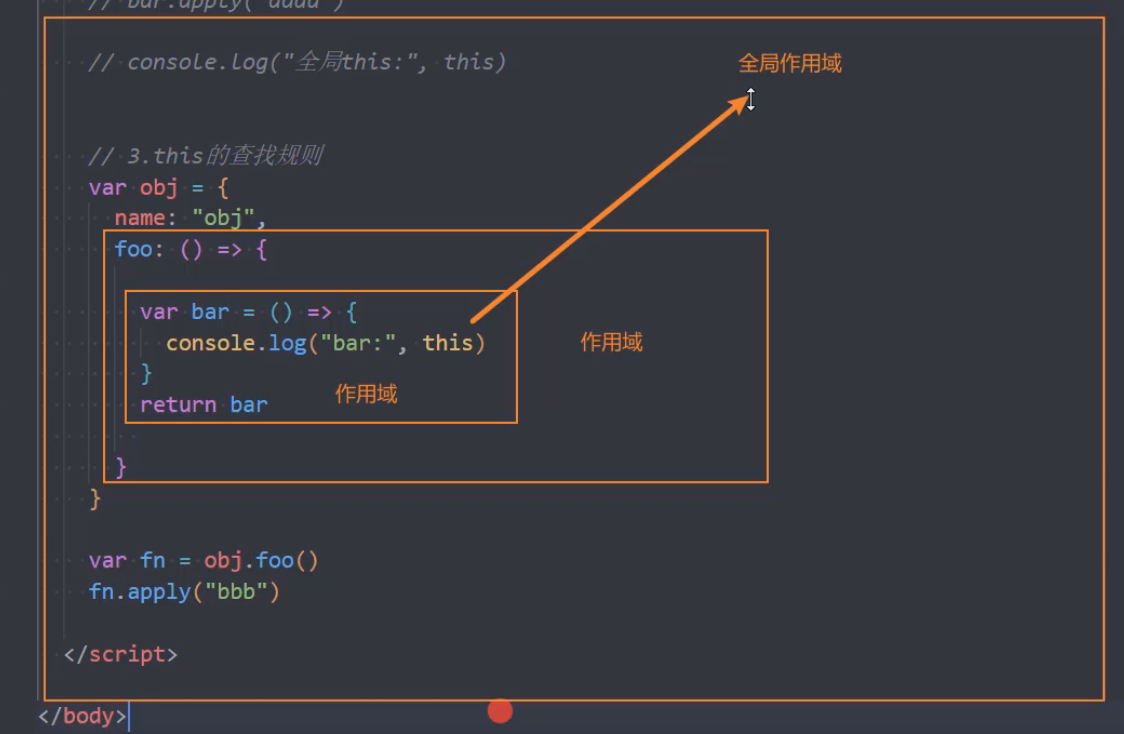 // bar.apply("aaaa")
// console.log("全局this:", this)
全局作用域
// 3.this的查找规则
var obj = {
name: "obj",
foo: () => {
var bar = () => {
console.log("bar:", this)
作用域
}
作用域
return bar
}
}
var fn = obj.foo()
fn.apply("bbb")
</script>
</body>